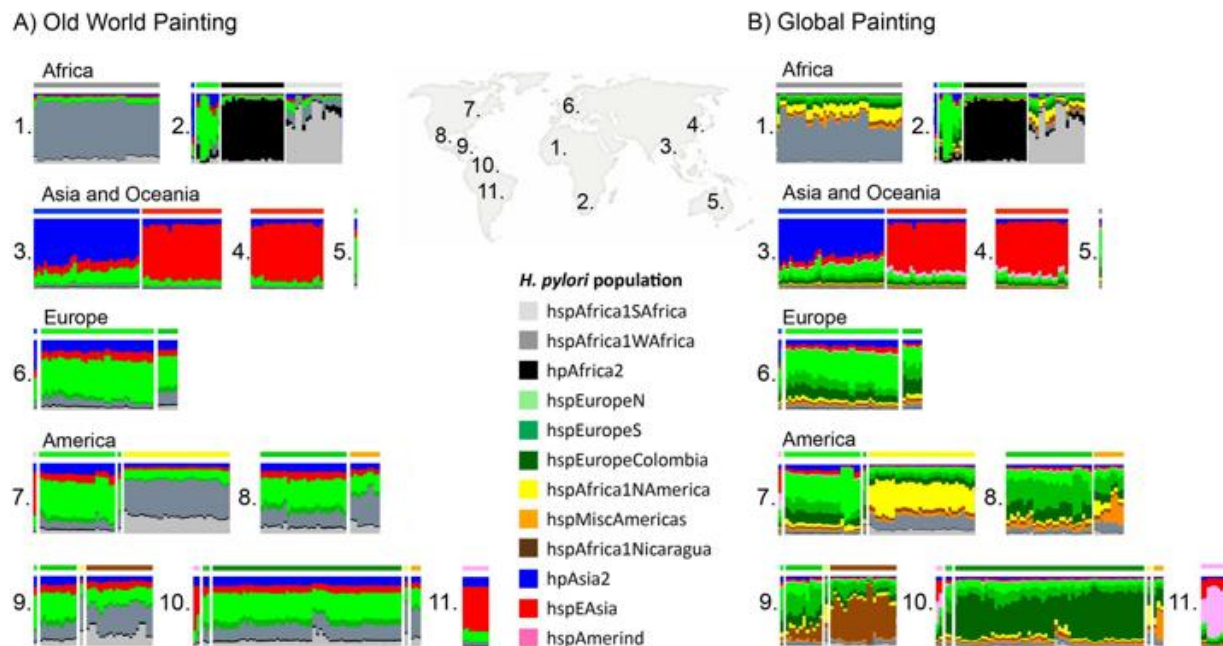 A) Old World Painting
B) Global Painting
Africa
1.
2.
Asia and Oceania
3.
4.
5.
Europe
6.
America
7.
8.
9.
10.
11.
7.
8.
9.
10.
11.
6.
1.
2.
3.
4.
5.
H. pylori population
hspAfrica1SAfrica
hspAfrica1WAfrica
hpAfrica2
hspEuropeN
hspEuropeS
hspEuropeColombia
hspAfrica1NAmerica
hspMiscAmericas
hspAfrica1Nicaragua
hpAsia2
hspEAsia
hspAmerind
Africa
1.
2.
Asia and Oceania
3.
4.
5.
Europe
6.
America
7.
8.
9.
10.
11.